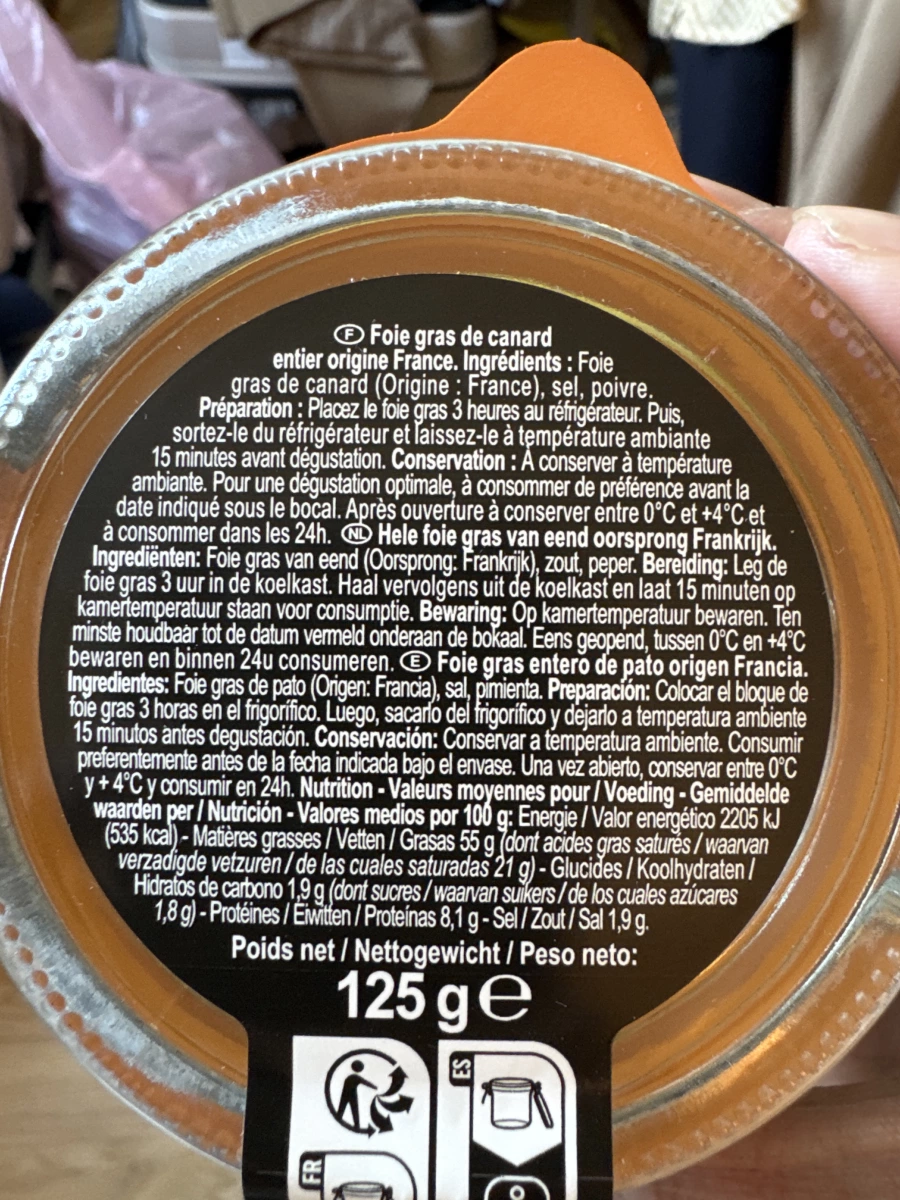 F Foie gras de canard
entier origine France. Ingrédients : Foie
gras de canard (Origine : France), sel, poivre.
Préparation : Placez le foie gras 3 heures au réfrigérateur. Puis,
sortez-le du réfrigérateur et laissez-le à température ambiante
15 minutes avant dégustation. Conservation : À conserver à température
ambiante. Pour une dégustation optimale, à consommer de préférence avant la
date indiqué sous le bocal. Après ouverture à conserver entre 0°C et +4°C et
à consommer dans les 24h. NL Hele foie gras van eend oorsprong Frankrijk.
Ingrediënten: Foie gras van eend (Oorsprong: Frankrijk), zout, peper. Bereiding: Leg de
foie gras 3 uur in de koelkast. Haal vervolgens uit de koelkast en laat 15 minuten op
kamertemperatuur staan voor consumptie. Bewaring: Op kamertemperatuur bewaren. Ten
minste houdbaar tot de datum vermeld onderaan de bokaal. Eens geopend, tussen 0°C en +4°C
bewaren en binnen 24u consumeren. E Foie gras entero de pato origen Francia.
Ingredientes: Foie gras de pato (Origen: Francia), sal, pimienta. Preparación: Colocar el bloque de
foie gras 3 horas en el frigorífico. Luego, sacarlo del frigorífico y dejarlo a temperatura ambiente
15 minutos antes degustación. Conservación: Conservar a temperatura ambiente. Consumir
preferentemente antes de la fecha indicada bajo el envase. Una vez abierto, conservar entre 0°C
y + 4°C y consumir en 24h. Nutrition - Valeurs moyennes pour / Voeding - Gemiddelde
waarden per / Nutrición - Valores medios por 100 g: Energie / Valor energético 2205 kJ
(535 kcal) - Matières grasses / Vetten / Grasas 55 g (dont acides gras saturés / waarvan
verzadigde vetzuren / de las cuales saturadas 21 g) - Glucides / Koolhydraten /
Hidratos de carbono 1,9 g (dont sucres / waarvan suikers / de los cuales azúcares
1,8 g) - Protéines / Eiwitten / Proteínas 8,1 g - Sel / Zout / Sal 1,9 g.
Poids net / Nettogewicht / Peso neto:
125 g e
ES
FR